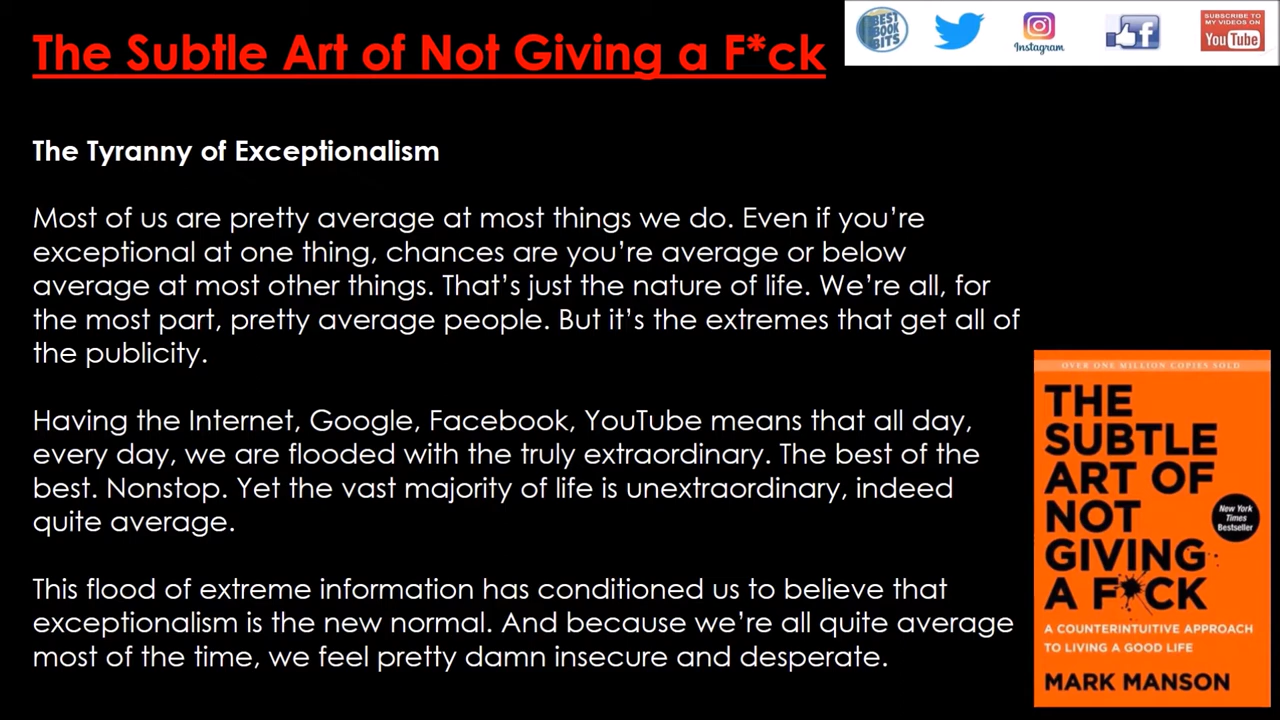 The Subtle Art of Not Giving a F*ck
BEST
BOOK
BITS
Instagram
SUBSCRIBE TO
MY VIDEOS ON
YouTube
The Tyranny of Exceptionalism
Most of us are pretty average at most things we do. Even if you’re
exceptional at one thing, chances are you’re average or below
average at most other things. That’s just the nature of life. We’re all, for
the most part, pretty average people. But it’s the extremes that get all of
the publicity.
Having the Internet, Google, Facebook, YouTube means that all day,
every day, we are flooded with the truly extraordinary. The best of the
best. Nonstop. Yet the vast majority of life is unextraordinary, indeed
quite average.
This flood of extreme information has conditioned us to believe that
exceptionalism is the new normal. And because we’re all quite average
most of the time, we feel pretty damn insecure and desperate.
OVER ONE MILLION COPIES SOLD
THE
SUBTLE
ART OF
NOT
GIVING
A F*CK
New York
Times
Bestseller
A COUNTERINTUITIVE APPROACH
TO LIVING A GOOD LIFE
MARK MANSON